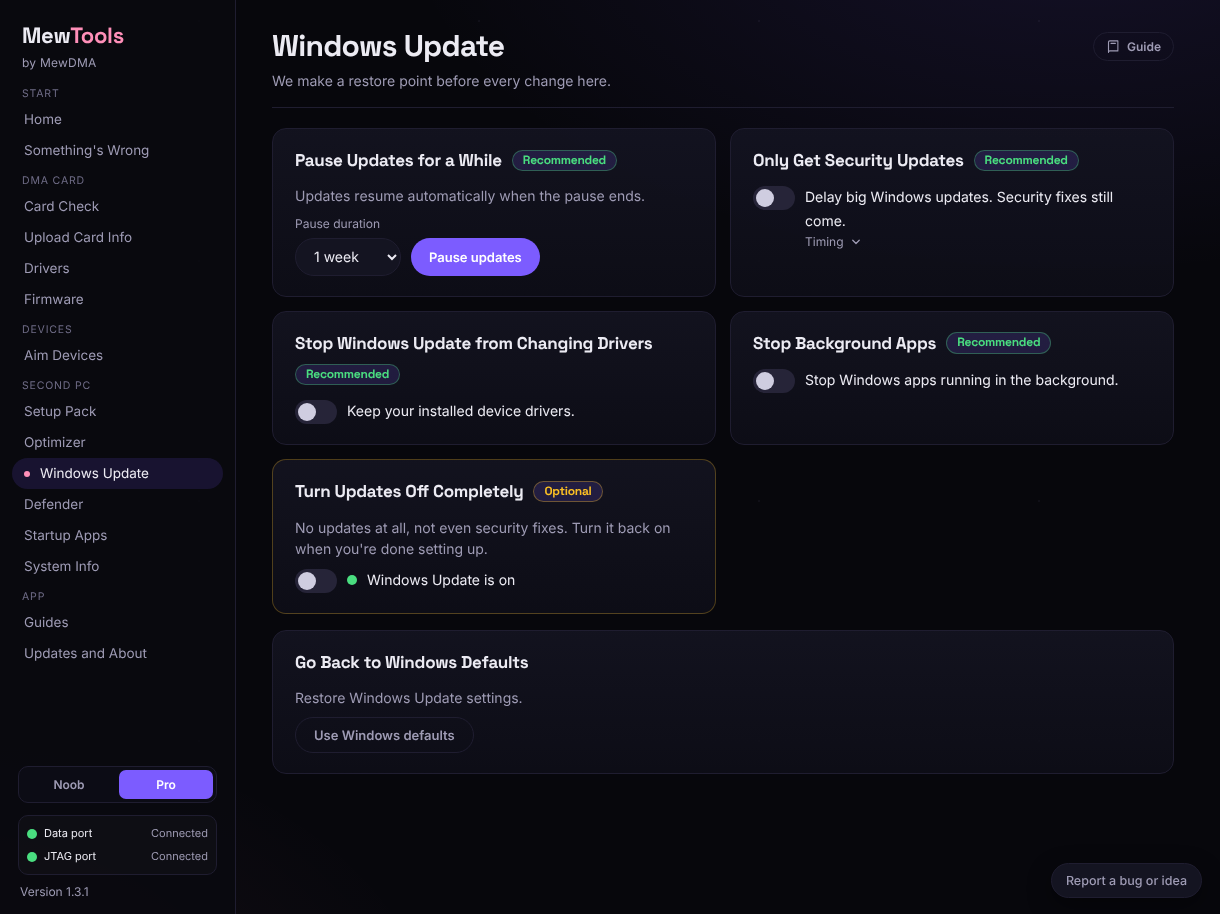 MewTools
by MewDMA
START
Home
Something's Wrong
DMA CARD
Card Check
Upload Card Info
Drivers
Firmware
DEVICES
Aim Devices
SECOND PC
Setup Pack
Optimizer
Windows Update
Defender
Startup Apps
System Info
APP
Guides
Updates and About
Noob
Pro
Data port Connected
JTAG port Connected
Version 1.3.1
Windows Update
Guide
We make a restore point before every change here.
Pause Updates for a While Recommended
Updates resume automatically when the pause ends.
Pause duration
1 week
Pause updates
Only Get Security Updates Recommended
Delay big Windows updates. Security fixes still
come.
Timing
Stop Windows Update from Changing Drivers
Recommended
Keep your installed device drivers.
Stop Background Apps Recommended
Stop Windows apps running in the background.
Turn Updates Off Completely Optional
No updates at all, not even security fixes. Turn it back on
when you're done setting up.
Windows Update is on
Go Back to Windows Defaults
Restore Windows Update settings.
Use Windows defaults
Report a bug or idea